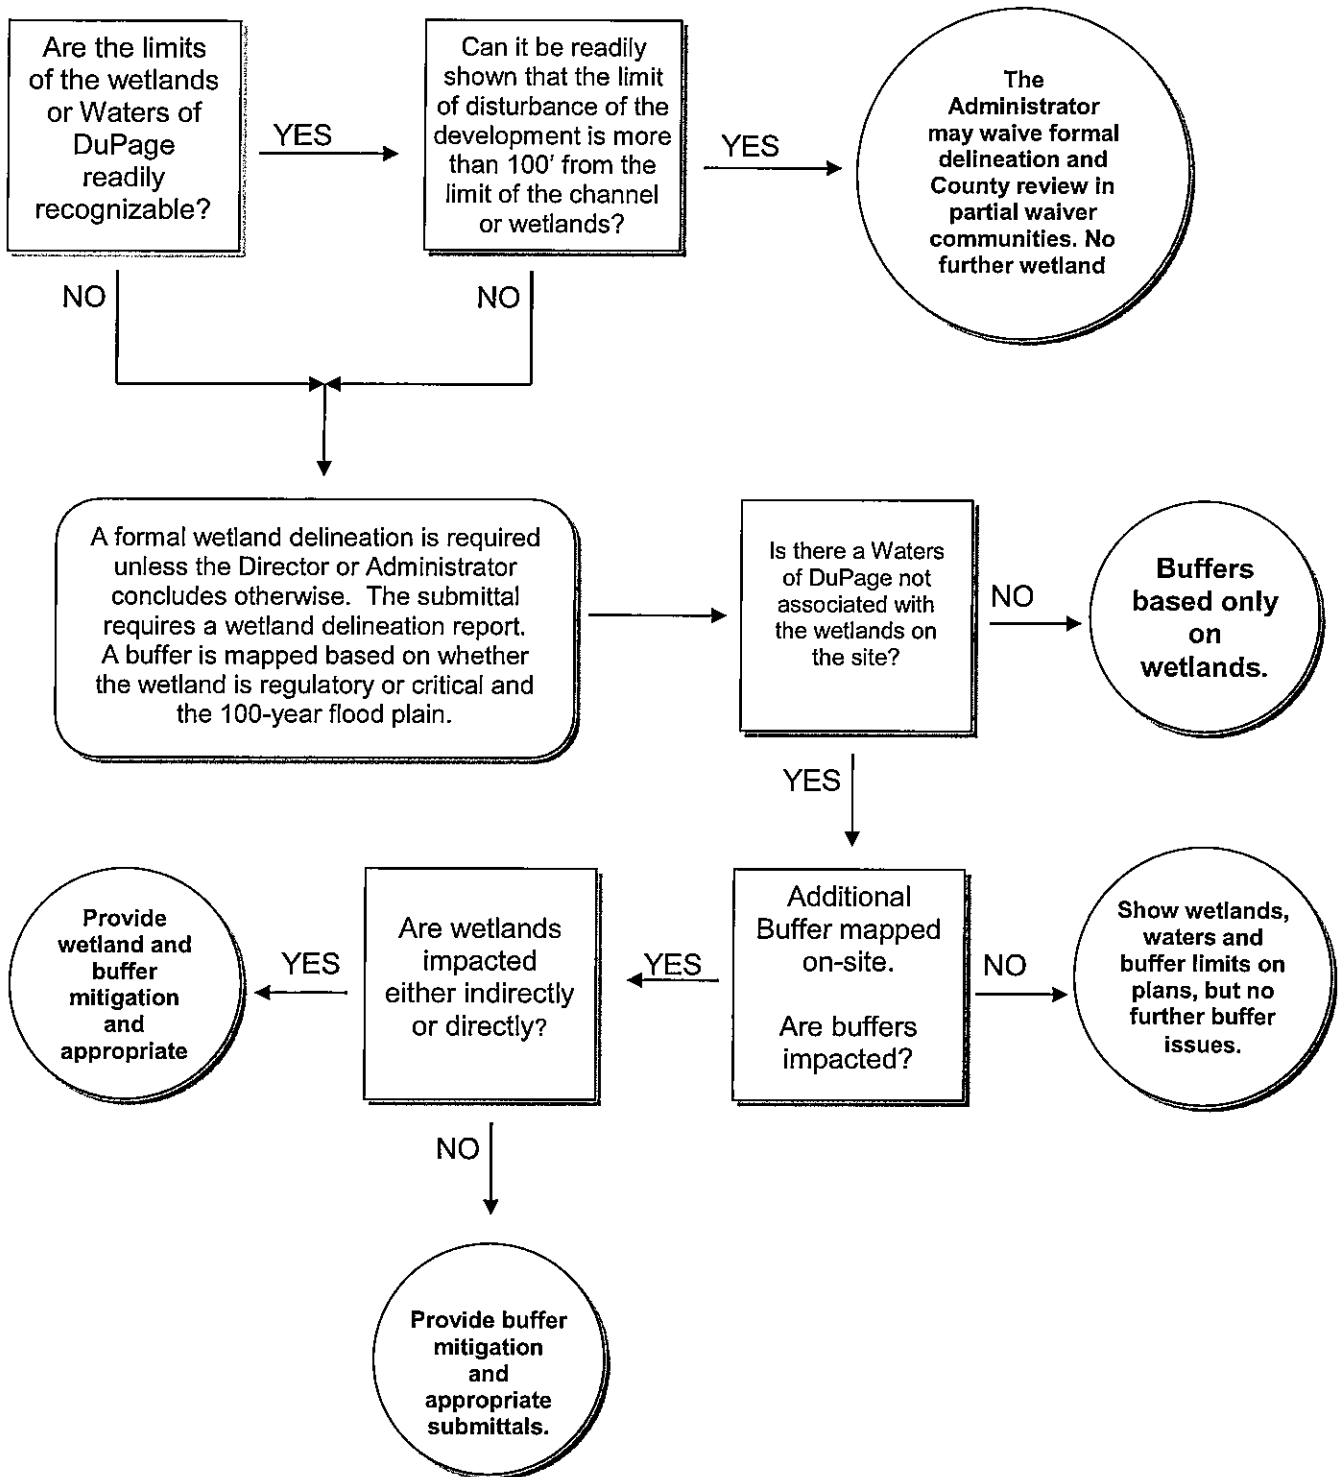 Are the limits
of the wetlands
or Waters of
DuPage
readily
recognizable?
YES
Can it be readily
shown that the limit
of disturbance of the
development is more
than 100' from the
limit of the channel
or wetlands?
YES
The
Administrator
may waive formal
delineation and
County review in
partial waiver
communities. No
further wetland
NO
NO
A formal wetland delineation is required
unless the Director or Administrator
concludes otherwise. The submittal
requires a wetland delineation report.
A buffer is mapped based on whether
the wetland is regulatory or critical and
the 100-year flood plain.
Is there a Waters
of DuPage not
associated with
the wetlands on
the site?
NO
Buffers
based only
on
wetlands.
YES
Provide
wetland and
buffer
mitigation
and
appropriate
YES
Are wetlands
impacted
either indirectly
or directly?
YES
Additional
Buffer mapped
on-site.
Are buffers
impacted?
NO
Show wetlands,
waters and
buffer limits on
plans, but no
further buffer
issues.
NO
Provide buffer
mitigation
and
appropriate
submittals.